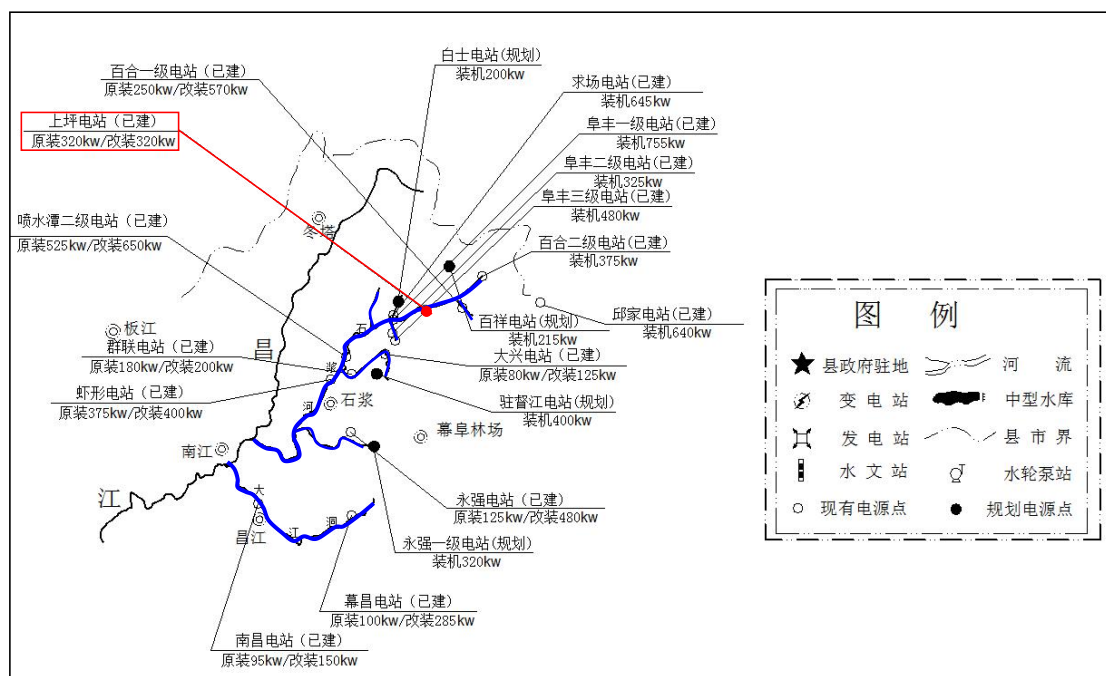 白士电站(规划)
装机200kw
百合一级电站（已建）
原装250kw/改装570kw
求场电站(已建)
装机645kw
上坪电站（已建）
原装320kw/改装320kw
阜丰一级电站(已建)
装机755kw
阜丰二级电站(已建)
装机325kw
阜丰三级电站(已建)
装机480kw
喷水潭二级电站（已建）
原装525kw/改装650kw
冬塔
百合二级电站(已建)
装机375kw
百祥电站(规划)
装机215kw
邱家电站(已建)
装机640kw
板江
昌
石
群联电站（已建）
原装180kw/改装200kw
大兴电站（已建）
原装80kw/改装125kw
浆
虾形电站（已建）
原装375kw/改装400kw
河
石浆
驻督江电站(规划)
装机400kw
幕阜林场
南江
江
大
昌江
江
洞
永强电站（已建）
原装125kw/改装480kw
永强一级电站(规划)
装机320kw
幕昌电站（已建）
原装100kw/改装285kw
南昌电站（已建）
原装95kw/改装150kw
图 例
县政府驻地
河 流
变电站
中型水库
发电站
县市界
水文站
水轮泵站
现有电源点
规划电源点